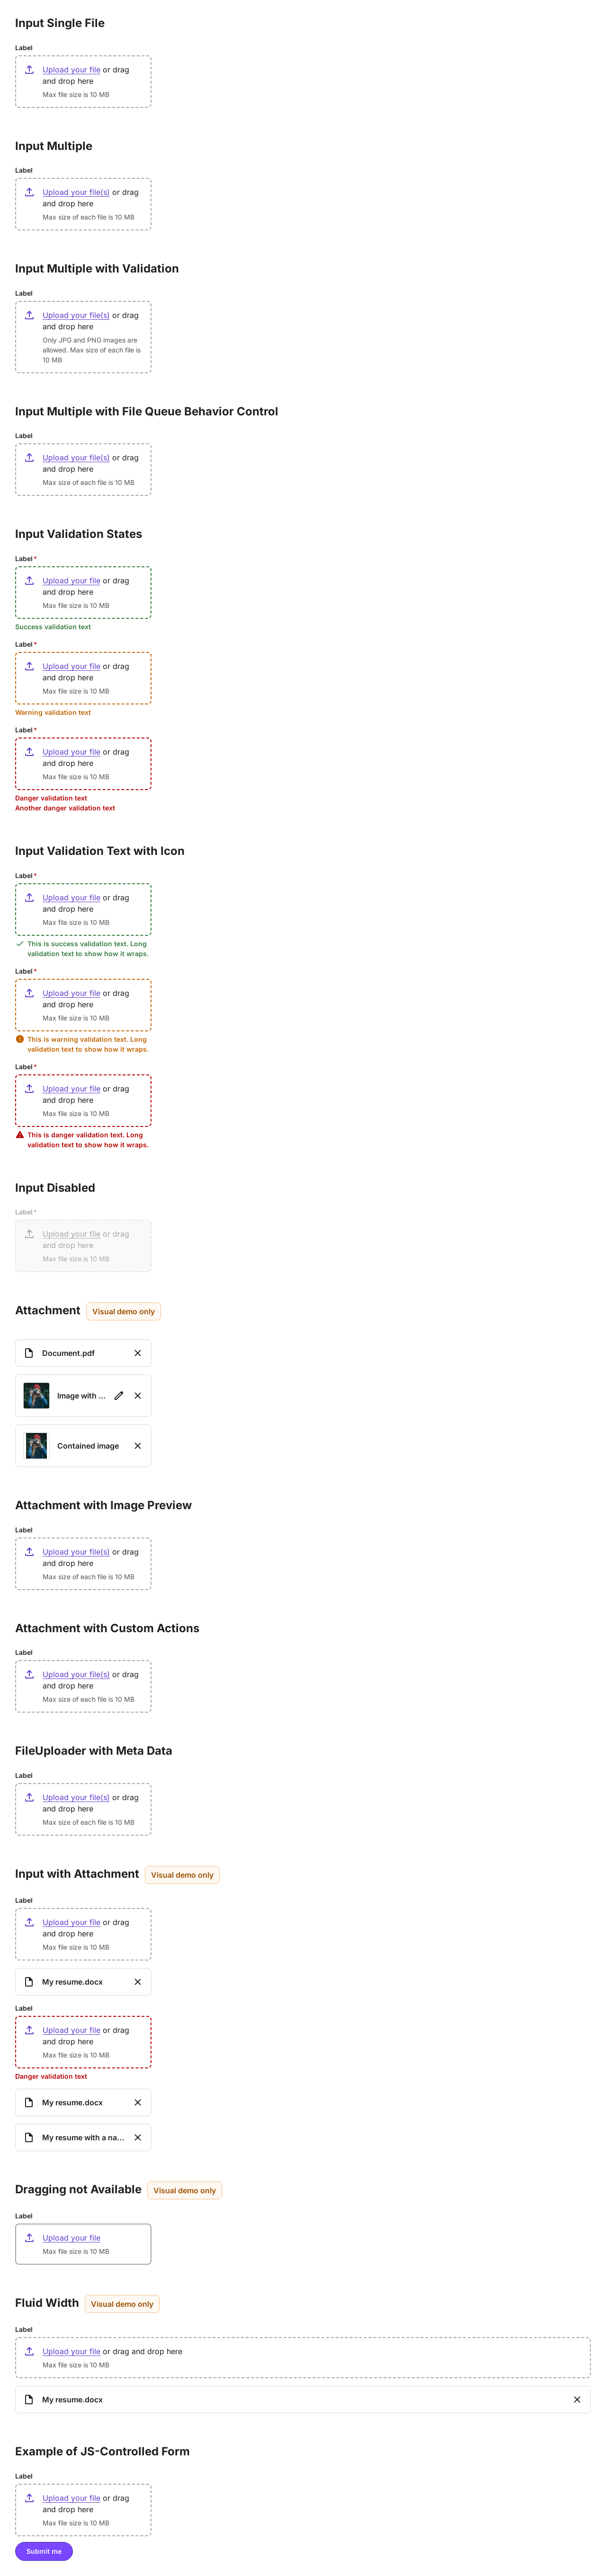 Input Single File
Label
Upload your file or drag
and drop here
Max file size is 10 MB
Input Multiple
Label
Upload your file(s) or drag
and drop here
Max size of each file is 10 MB
Input Multiple with Validation
Label
Upload your file(s) or drag
and drop here
Only JPG and PNG images are
allowed. Max size of each file is
10 MB
Input Multiple with File Queue Behavior Control
Label
Upload your file(s) or drag
and drop here
Max size of each file is 10 MB
Input Validation States
Label*
Upload your file or drag
and drop here
Max file size is 10 MB
Success validation text
Label*
Upload your file or drag
and drop here
Max file size is 10 MB
Warning validation text
Label*
Upload your file or drag
and drop here
Max file size is 10 MB
Danger validation text
Another danger validation text
Input Validation Text with Icon
Label*
Upload your file or drag
and drop here
Max file size is 10 MB
This is success validation text. Long
validation text to show how it wraps.
Label*
Upload your file or drag
and drop here
Max file size is 10 MB
This is warning validation text. Long
validation text to show how it wraps.
Label*
Upload your file or drag
and drop here
Max file size is 10 MB
This is danger validation text. Long
validation text to show how it wraps.
Input Disabled
Label*
Upload your file or drag
and drop here
Max file size is 10 MB
Attachment Visual demo only
Document.pdf
Image with ...
Contained image
Attachment with Image Preview
Label
Upload your file(s) or drag
and drop here
Max size of each file is 10 MB
Attachment with Custom Actions
Label
Upload your file(s) or drag
and drop here
Max size of each file is 10 MB
FileUploader with Meta Data
Label
Upload your file(s) or drag
and drop here
Max size of each file is 10 MB
Input with Attachment Visual demo only
Label
Upload your file or drag
and drop here
Max file size is 10 MB
My resume.docx
Label
Upload your file or drag
and drop here
Max file size is 10 MB
Danger validation text
My resume.docx
My resume with a na...
Dragging not Available Visual demo only
Label
Upload your file
Max file size is 10 MB
Fluid Width Visual demo only
Label
Upload your file or drag and drop here
Max file size is 10 MB
My resume.docx
Example of JS-Controlled Form
Label
Upload your file or drag
and drop here
Max file size is 10 MB
Submit me